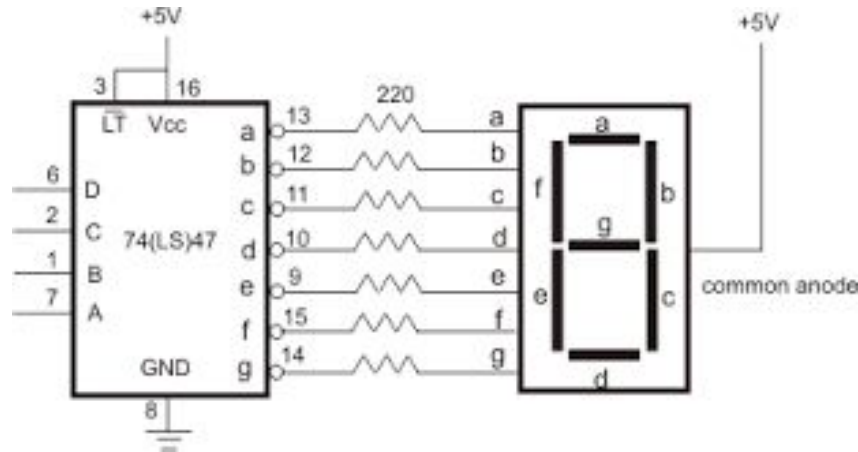 +5V
+5V
3 16
220
LT Vcc
a 13 a a
b 12 b
6 D
c 11 c f b
2 C
74(LS)47
d 10 d g
1 B
e 9 e e c
common anode
7 A
f 15 f
GND
g 14 g d
8